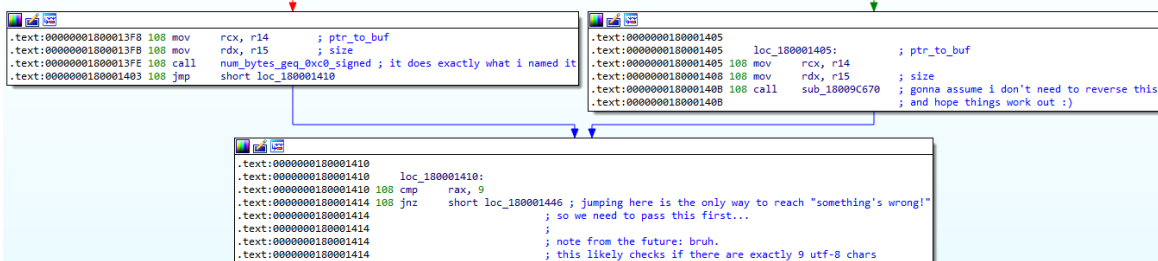 .text:00000001800013F8 108 mov     rcx, r14        ; ptr_to_buf
.text:00000001800013FB 108 mov     rdx, r15        ; size
.text:00000001800013FE 108 call    num_bytes_geq_0xc0_signed ; it does exactly what i named it
.text:0000000180001403 108 jmp     short loc_180001410
.text:0000000180001405
.text:0000000180001405     loc_180001405:          ; ptr_to_buf
.text:0000000180001405 108 mov     rcx, r14
.text:0000000180001408 108 mov     rdx, r15        ; size
.text:000000018000140B 108 call    sub_18009C670   ; gonna assume i don't need to reverse this
.text:000000018000140B                         ; and hope things work out :)
.text:0000000180001410
.text:0000000180001410     loc_180001410:
.text:0000000180001410 108 cmp     rax, 9
.text:0000000180001414 108 jnz     short loc_180001446 ; jumping here is the only way to reach "something's wrong!"
.text:0000000180001414                         ; so we need to pass this first...
.text:0000000180001414                         ;
.text:0000000180001414                         ; note from the future: bruh.
.text:0000000180001414                         ; this likely checks if there are exactly 9 utf-8 chars